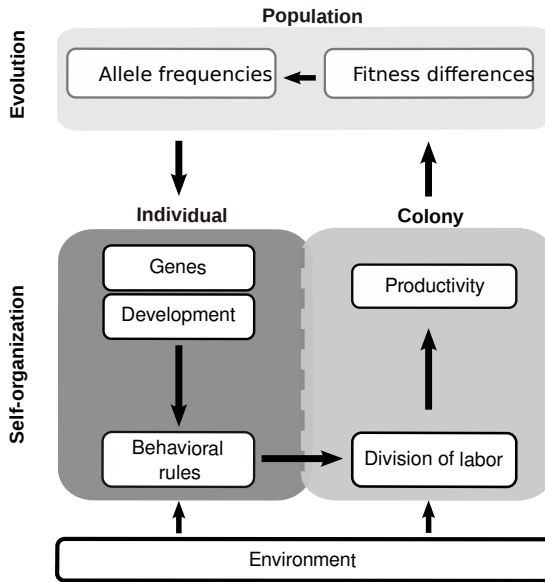 Population
Evolution
Allele frequencies
Fitness differences
Individual
Colony
Self-organization
Genes
Development
Productivity
Behavioral
rules
Division of labor
Environment